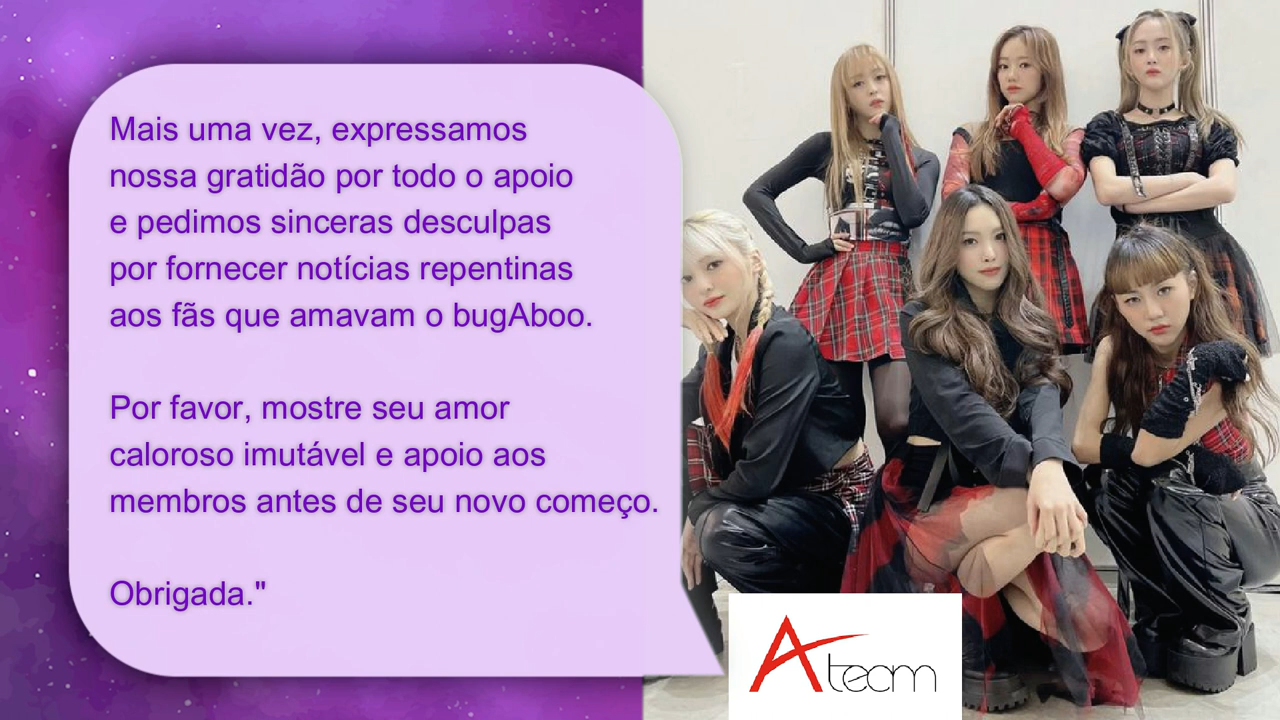 Mais uma vez, expressamos
nossa gratidão por todo o apoio
e pedimos sinceras desculpas
por fornecer notícias repentinas
aos fãs que amavam o bugAboo.
Por favor, mostre seu amor
caloroso imutável e apoio aos
membros antes de seu novo começo.
Obrigada."
Ateam